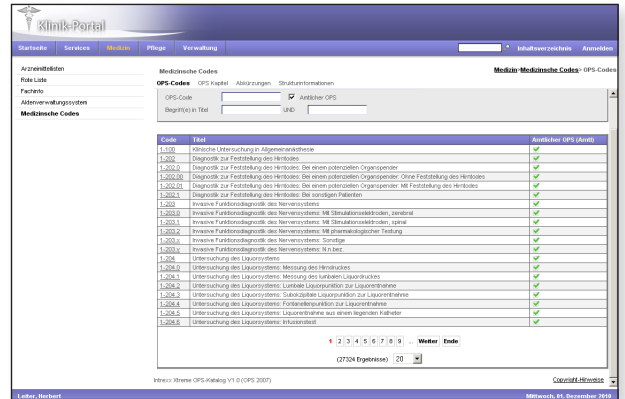 Klinik-Portal
Startseite Services Medizin Pflege Verwaltung Inhaltsverzeichnis Anmelden
Arzneimittellisten
Rote Liste
Fachinfo
Aktenverwaltungssystem
Medizinsche Codes
Medizinsche Codes
Medizin>Medizinsche Codes> OPS-Codes
OPS-Codes OPS Kapitel Abkürzungen Strukturinformationen
OPS-Code Amtlicher OPS
Begriff(e) in Titel UND
Code Titel Amtlicher OPS (Amtl)
1-100 Klinische Untersuchung in Allgemeinanästhesie
1-202 Diagnostik zur Feststellung des Hirntodes
1-202.0 Diagnostik zur Feststellung des Hirntodes: Bei einem potenziellen Organspender
1-202.00 Diagnostik zur Feststellung des Hirntodes: Bei einem potenziellen Organspender: Ohne Feststellung des Hirntodes
1-202.01 Diagnostik zur Feststellung des Hirntodes: Bei einem potenziellen Organspender: Mit Feststellung des Hirntodes
1-202.1 Diagnostik zur Feststellung des Hirntodes: Bei sonstigen Patienten
1-203 Invasive Funktionsdiagnostik des Nervensystems
1-203.0 Invasive Funktionsdiagnostik des Nervensystems: Mit Stimulationselektroden, zerebral
1-203.1 Invasive Funktionsdiagnostik des Nervensystems: Mit Stimulationselektroden, spinal
1-203.2 Invasive Funktionsdiagnostik des Nervensystems: Mit pharmakologischer Testung
1-203.x Invasive Funktionsdiagnostik des Nervensystems: Sonstige
1-203.y Invasive Funktionsdiagnostik des Nervensystems: N.n.bez.
1-204 Untersuchung des Liquorsystems
1-204.0 Untersuchung des Liquorsystems: Messung des Hirndruckes
1-204.1 Untersuchung des Liquorsystems: Messung des lumbalen Liquordruckes
1-204.2 Untersuchung des Liquorsystems: Lumbale Liquorpunktion zur Liquorentnahme
1-204.3 Untersuchung des Liquorsystems: Subokzipitale Liquorpunktion zur Liquorentnahme
1-204.4 Untersuchung des Liquorsystems: Fontanellenpunktion zur Liquorentnahme
1-204.5 Untersuchung des Liquorsystems: Liquorentnahme aus einem liegenden Katheter
1-204.6 Untersuchung des Liquorsystems: Infusionstest
1 2 3 4 5 6 7 8 9 ... Weiter Ende
(27324 Ergebnisse) 20
Intrexx Xtreme OPS-Katalog V1.0 (OPS 2007) Copyright-Hinweise
Leiter, Herbert Mittwoch, 01. Dezember 2010